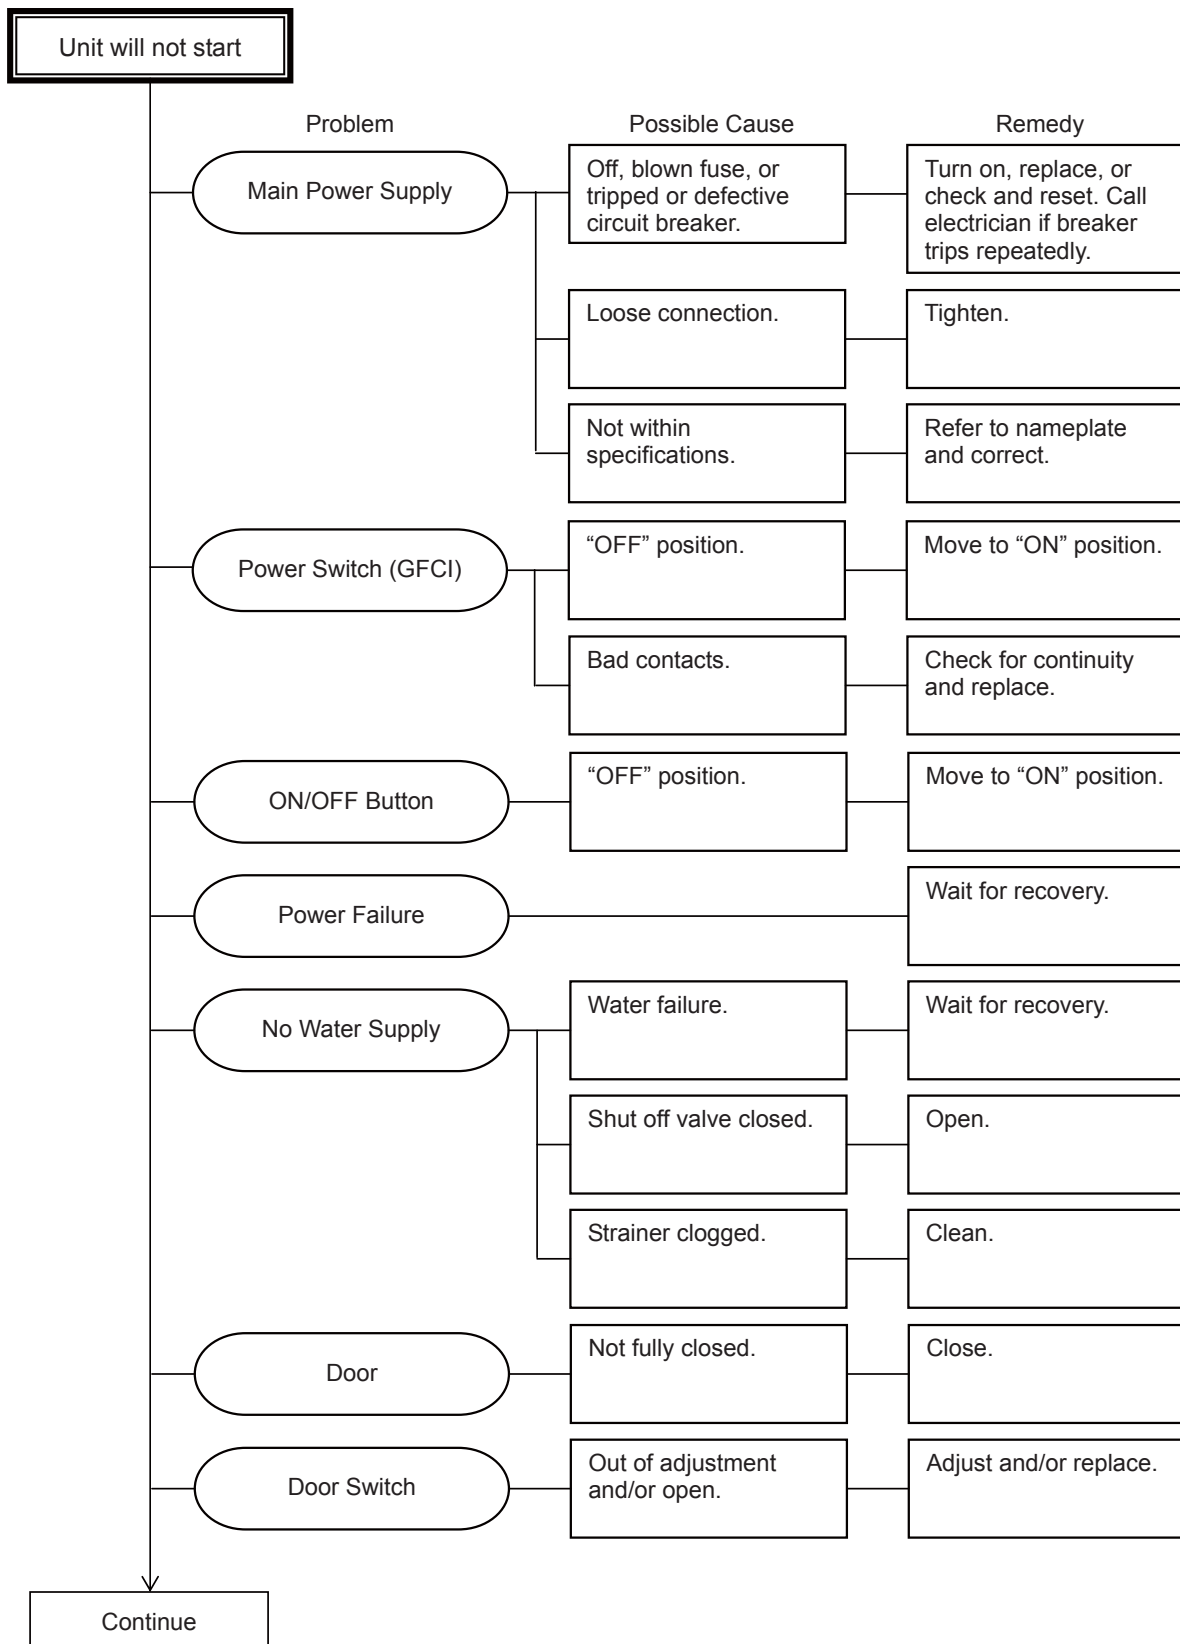 Unit will not start
Problem
Possible Cause
Remedy
Main Power Supply
Off, blown fuse, or
tripped or defective
circuit breaker.
Turn on, replace, or
check and reset. Call
electrician if breaker
trips repeatedly.
Loose connection.
Tighten.
Not within
specifications.
Refer to nameplate
and correct.
Power Switch (GFCI)
“OFF” position.
Move to “ON” position.
Bad contacts.
Check for continuity
and replace.
ON/OFF Button
“OFF” position.
Move to “ON” position.
Power Failure
Wait for recovery.
No Water Supply
Water failure.
Wait for recovery.
Shut off valve closed.
Open.
Strainer clogged.
Clean.
Door
Not fully closed.
Close.
Door Switch
Out of adjustment
and/or open.
Adjust and/or replace.
Continue